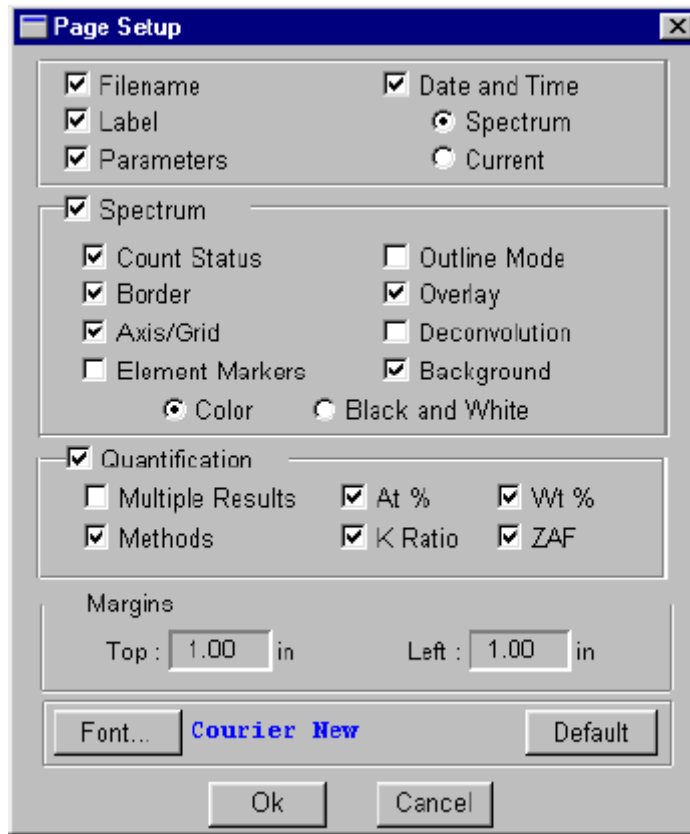 Page Setup
Filename Date and Time
Label Spectrum
Parameters Current
Spectrum
Count Status Outline Mode
Border Overlay
Axis/Grid Deconvolution
Element Markers Background
Color Black and White
Quantification
Multiple Results At % Wt %
Methods K Ratio ZAF
Margins
Top : 1.00 in Left : 1.00 in
Font... Courier New Default
Ok Cancel